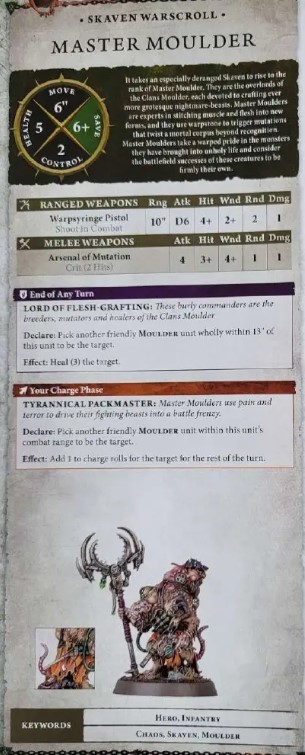 • SKAVEN WARSCROLL •
MASTER MOULDER
MOVE
6"
HEALTH
5
6+
SAVE
2
CONTROL
It takes an especially deranged Skaven to rise to the
rank of Master Moulder. They are the overlords of
the Clans Moulder, each devoted to crafting ever
more grotesque nightmare-beasts. Master Moulders
are experts in stitching muscle and flesh into new
forms, and they use warpstone to trigger mutations
that twist a mortal corpus beyond recognition.
Master Moulders take a warped pride in the monsters
they have brought into unholy life and consider
the battlefield successes of these creatures to be
firmly their own.
RANGED WEAPONS Rng Atk Hit Wnd Rnd Dmg
Warpsyringe Pistol 10" D6 4+ 2+ 2 1
Shoot in Combat
MELEE WEAPONS Atk Hit Wnd Rnd Dmg
Arsenal of Mutation 4 3+ 4+ 1 1
Crit (2 Hits)
End of Any Turn
LORD OF FLESH-GRAFTING: These burly commanders are the
breeders, mutators and healers of the Clans Moulder
Declare: Pick another friendly MOULDER unit wholly within 13" of
this unit to be the target.
Effect: Heal (3) the target.
Your Charge Phase
TYRANNICAL PACKMASTER: Master Moulders use pain and
terror to drive their fighting beasts into a battle frenzy.
Declare: Pick another friendly MOULDER unit within this unit's
combat range to be the target.
Effect: Add 1 to charge rolls for the target for the rest of the turn.
KEYWORDS
HERO, INFANTRY
CHAOS, SKAVEN, MOULDER